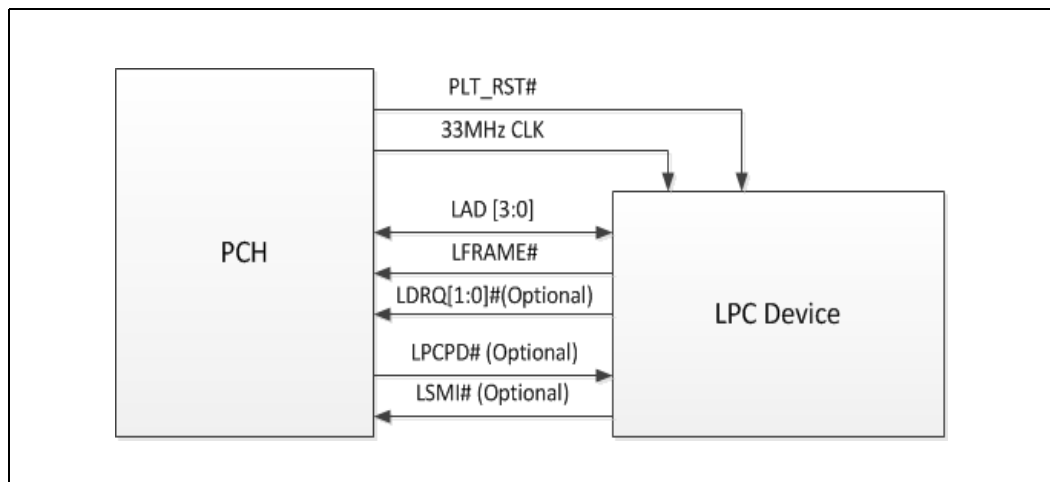 PLT_RST#
33MHz CLK
LAD [3:0]
PCH
LFRAME#
LDRQ[1:0]#(Optional)
LPC Device
LPCPD# (Optional)
LSMI# (Optional)